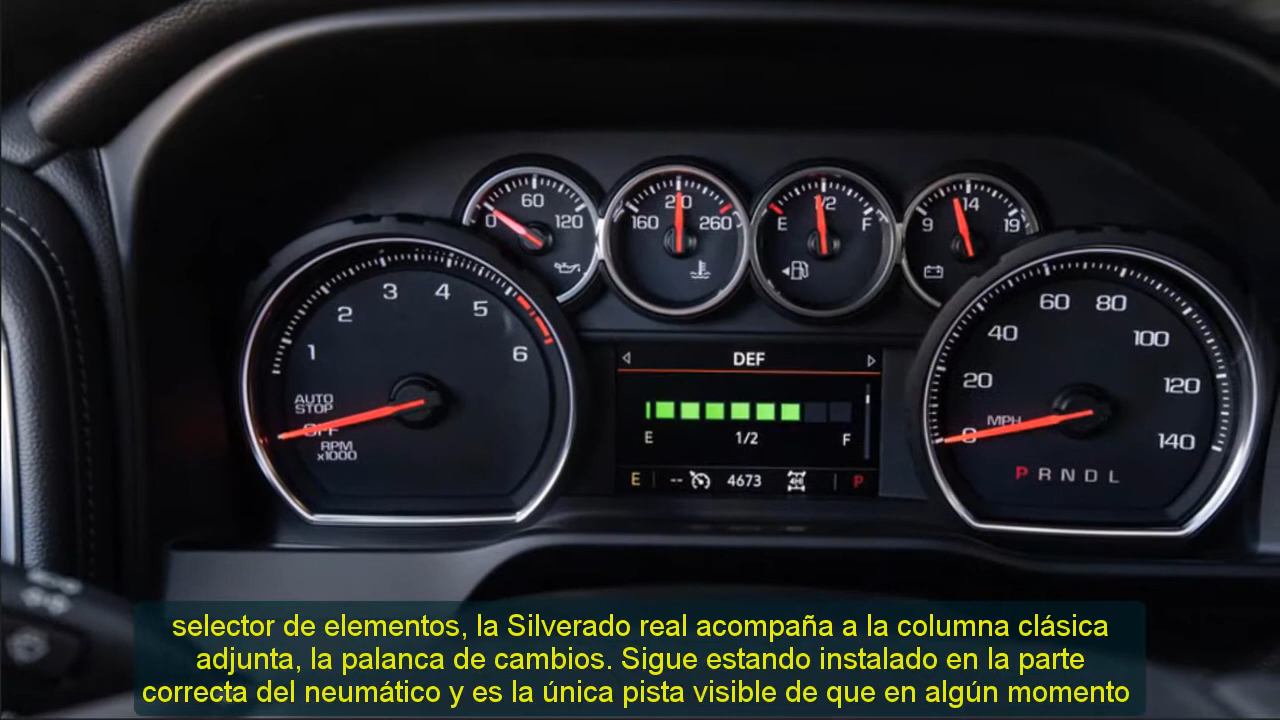 60
0 120
2 0
160 260
1/2
E F
14
9 19
1 2 3 4 5 6
AUTO
STOP
OFF
RPM
x1000
DEF
E 1/2 F
E -- 4673 P
0 20 40 60 80 100 120 140
MPH
P R N D L
selector de elementos, la Silverado real acompaña a la columna clásica
adjunta, la palanca de cambios. Sigue estando instalado en la parte
correcta del neumático y es la única pista visible de que en algún momento